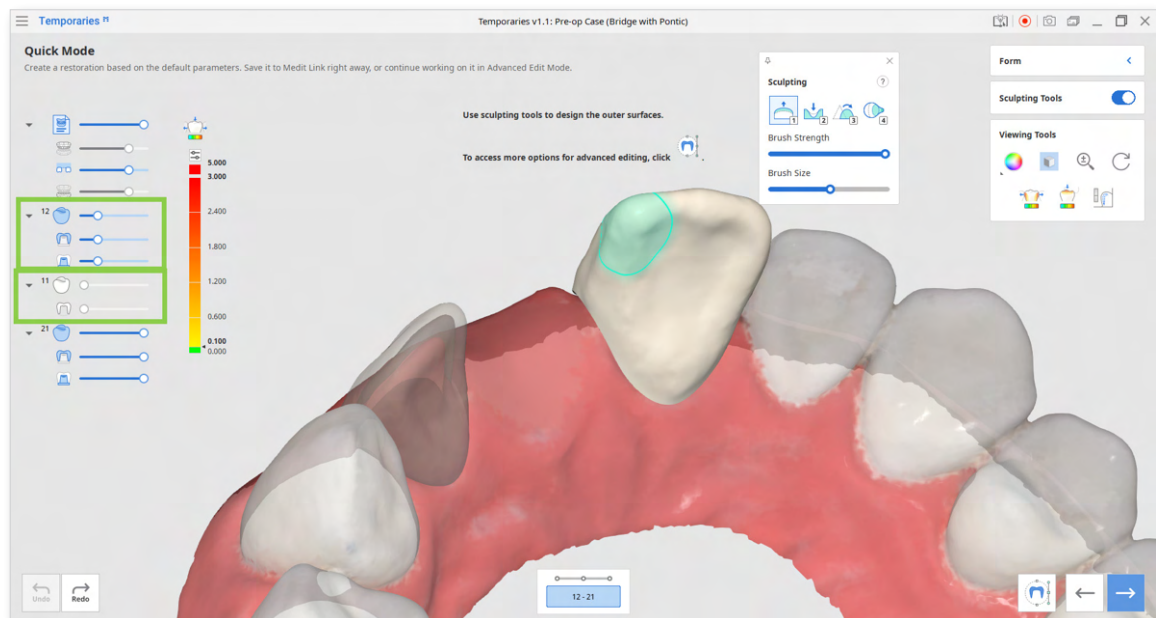 Temporaries
Temporaries v1.1: Pre-op Case (Bridge with Pontic)
Quick Mode
Create a restoration based on the default parameters. Save it to Medit Link right away, or continue working on it in Advanced Edit Mode.
Use sculpting tools to design the outer surfaces.
To access more options for advanced editing, click .
Sculpting
?
1
2
3
4
Brush Strength
Brush Size
Form
Sculpting Tools
Viewing Tools
12
11
21
5.000
3.000
2.400
1.800
1.200
0.600
0.100
0.000
Undo
Redo
12 - 21